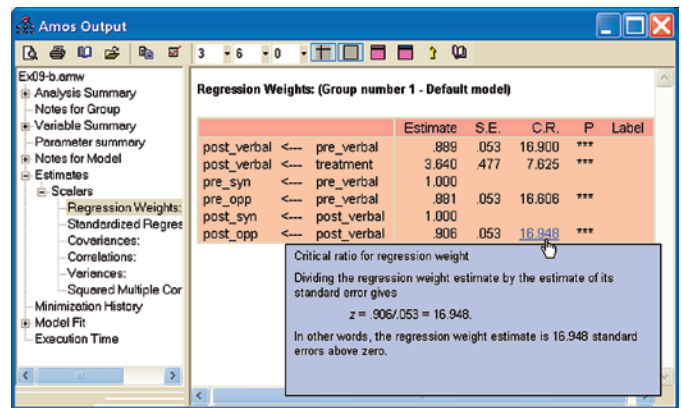 Amos Output
3 6 0
Ex09-b.amw
Analysis Summary
Notes for Group
Variable Summary
Parameter summary
Notes for Model
Estimates
Scalars
Regression Weights:
Standardized Regres
Covariances:
Correlations:
Variances:
Squared Multiple Cor
Minimization History
Model Fit
Execution Time
Regression Weights: (Group number 1 - Default model)
Estimate S.E. C.R. P Label
post_verbal <--- pre_verbal .889 .053 16.900 ***
post_verbal <--- treatment 3.640 .477 7.625 ***
pre_syn <--- pre_verbal 1.000
pre_opp <--- pre_verbal .881 .053 16.606 ***
post_syn <--- post_verbal 1.000
post_opp <--- post_verbal .906 .053 16.948 ***
Critical ratio for regression weight
Dividing the regression weight estimate by the estimate of its
standard error gives
z = .906/.053 = 16.948.
In other words, the regression weight estimate is 16.948 standard
errors above zero.